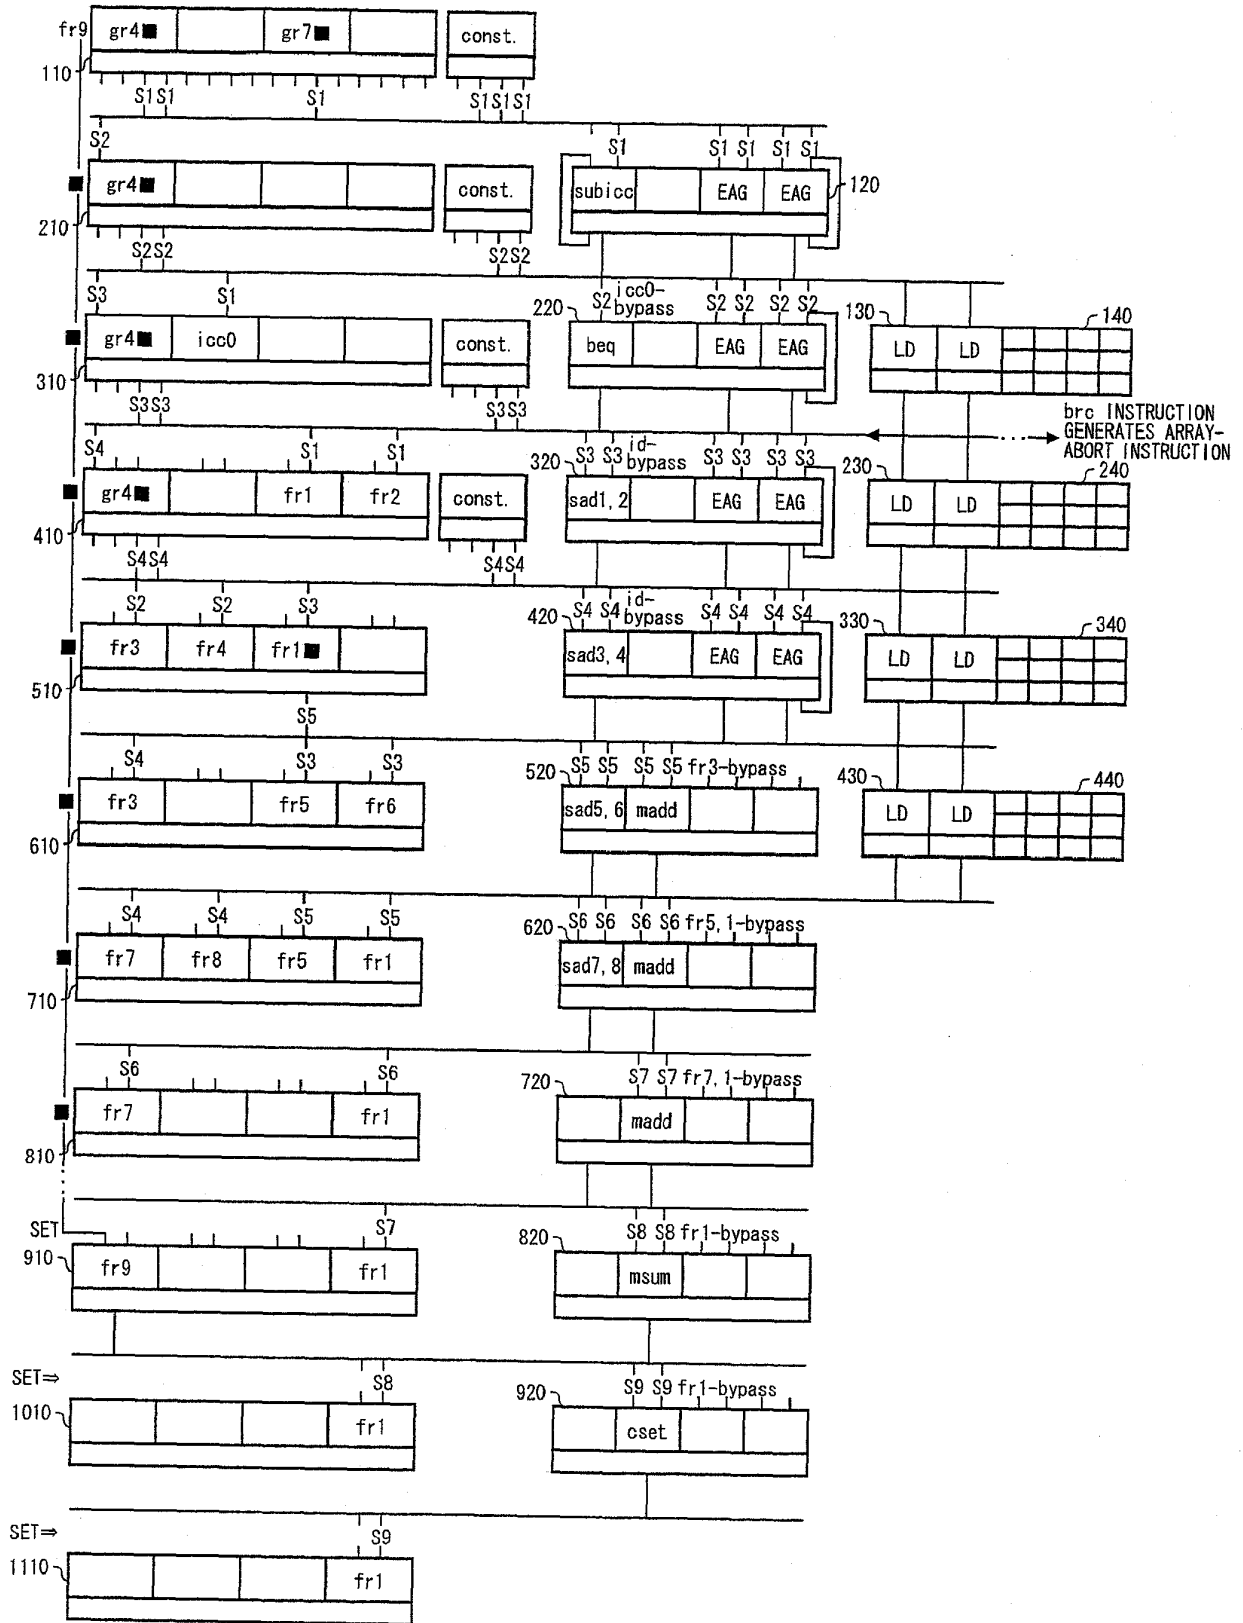 fr9 gr4■ gr7■ const.
110
S1 S1 S1 S1 S1 S1
S2 S1 S1 S1 S1 S1
gr4■ const. subicc EAG EAG 120
210
S2 S2 S2 S2
S3 S1 S2 icc0-bypass S2 S2 S2 S2
220 130 140
gr4■ icc0 const. beq EAG EAG LD LD
310
S3 S3 S3 S3
brc INSTRUCTION
GENERATES ARRAY-
ABORT INSTRUCTION
S4 S1 S1 S3 S3 id-bypass S3 S3 S3 S3
320 230 240
gr4■ fr1 fr2 const. sad1, 2 EAG EAG LD LD
410
S4 S4 S4 S4
S2 S2 S3 S4 S4 id-bypass S4 S4 S4 S4
420 330 340
fr3 fr4 fr1■ sad3, 4 EAG EAG LD LD
510
S5
S4 S3 S3 S5 S5 S5 S5 fr3-bypass
520 430 440
fr3 fr5 fr6 sad5, 6 madd LD LD
610
S4 S4 S5 S5 S6 S6 S6 S6 fr5, 1-bypass
620
fr7 fr8 fr5 fr1 sad7, 8 madd
710
S6 S6 S7 S7 fr7, 1-bypass
720
fr7 fr1 madd
810
SET S7 S8 S8 fr1-bypass
910 820
fr9 fr1 msum
SET⇒ S8 S9 S9 fr1-bypass
1010 920
fr1 cset
SET⇒ S9
1110 fr1